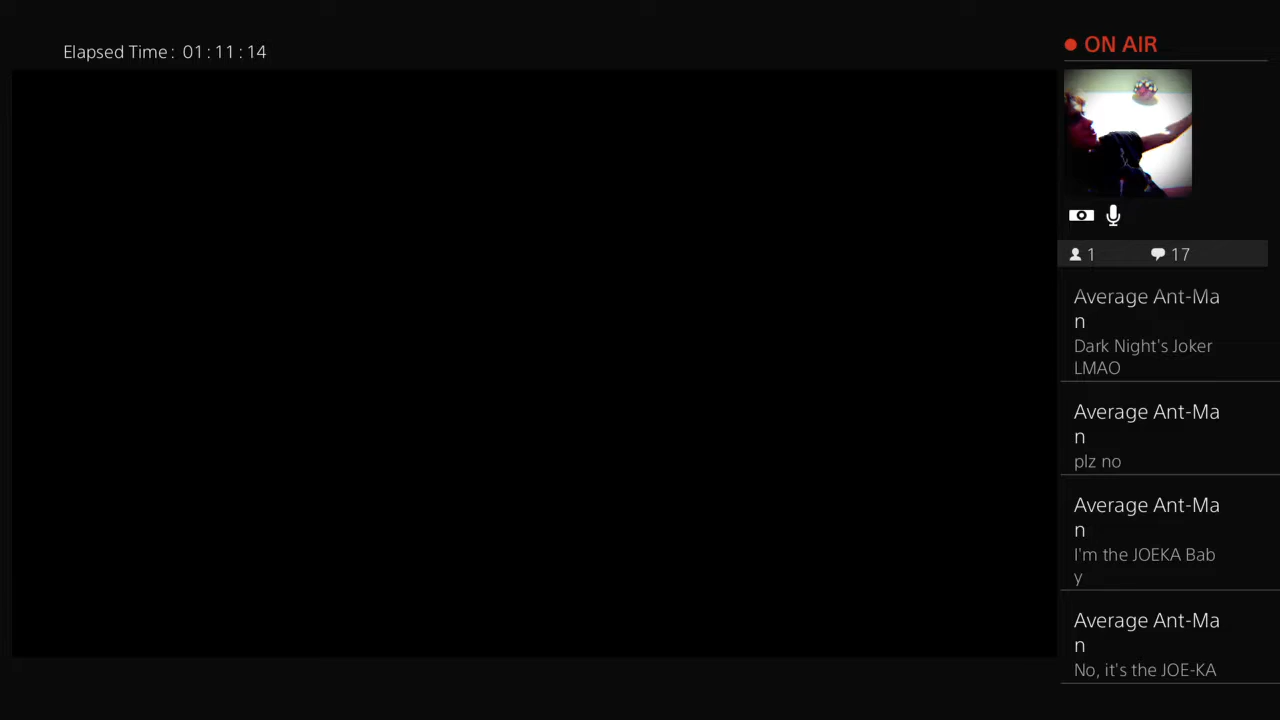 Elapsed Time: 01:11:14
ON AIR
1 17
Average Ant-Ma
n
Dark Night's Joker
LMAO
Average Ant-Ma
n
plz no
Average Ant-Ma
n
I'm the JOEKA Bab
y
Average Ant-Ma
n
No, it's the JOE-KA